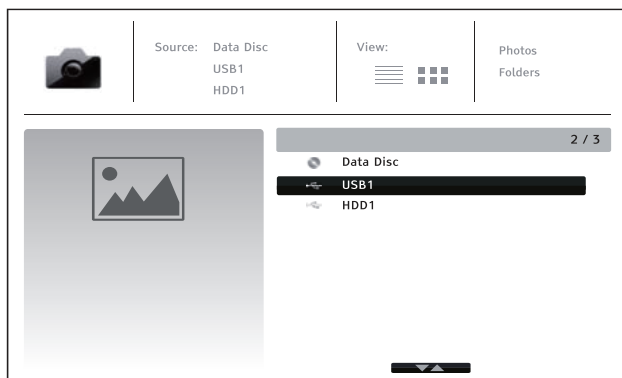 Source: Data Disc
USB1
HDD1
View:
Photos
Folders
2 / 3
Data Disc
USB1
HDD1